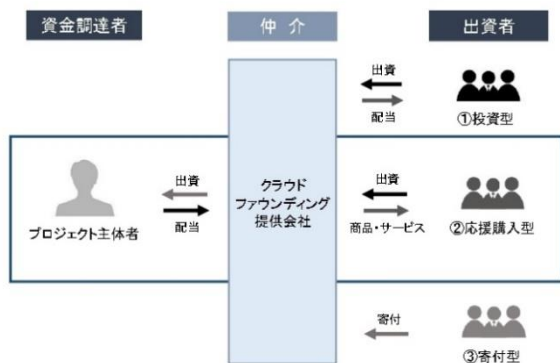 資金調達者
仲介
出資者
出資
配当
①投資型
プロジェクト主体者
出資
配当
クラウド
ファウンディング
提供会社
出資
商品・サービス
②応援購入型
寄付
③寄付型